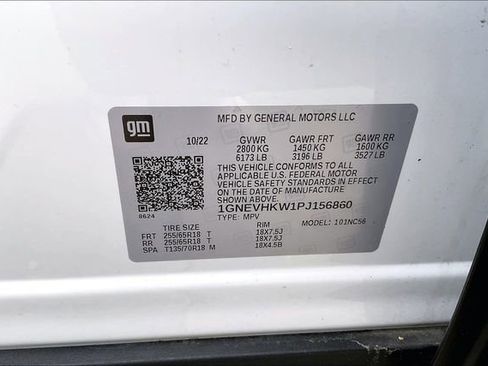 gm
MFD BY GENERAL MOTORS LLC
10/22 GVWR GAWR FRT GAWR RR
2800 KG 1450 KG 1600 KG
6173 LB 3196 LB 3527 LB
THIS VEHICLE CONFORMS TO ALL
APPLICABLE U.S. FEDERAL MOTOR
VEHICLE SAFETY STANDARDS IN EFFECT
ON THE DATE OF MANUFACTURE
SHOWN ABOVE.
1GNEVHKW1PJ156860
8624
TYPE: MPV MODEL: 101NC56
TIRE SIZE RIM
FRT 255/65R18 T 18X7.5J
RR 255/65R18 T 18X7.5J
SPA T135/70R18 M 18X4.5B